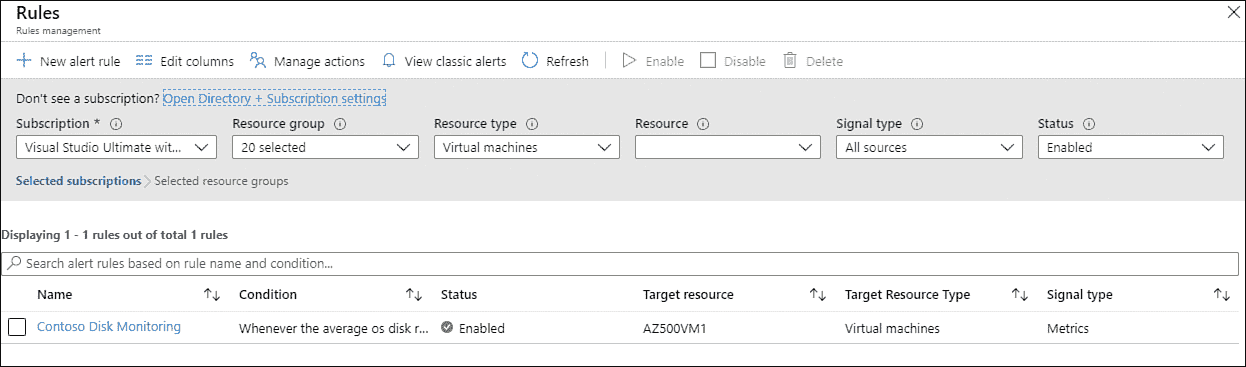 Rules
Rules management
New alert rule Edit columns Manage actions View classic alerts Refresh Enable Disable Delete
Don't see a subscription? Open Directory + Subscription settings
Subscription * Resource group Resource type Resource Signal type Status
Visual Studio Ultimate wit... 20 selected Virtual machines All sources Enabled
Selected subscriptions > Selected resource groups
Displaying 1 - 1 rules out of total 1 rules
Search alert rules based on rule name and condition...
Name Condition Status Target resource Target Resource Type Signal type
Contoso Disk Monitoring Whenever the average os disk r... Enabled AZ500VM1 Virtual machines Metrics